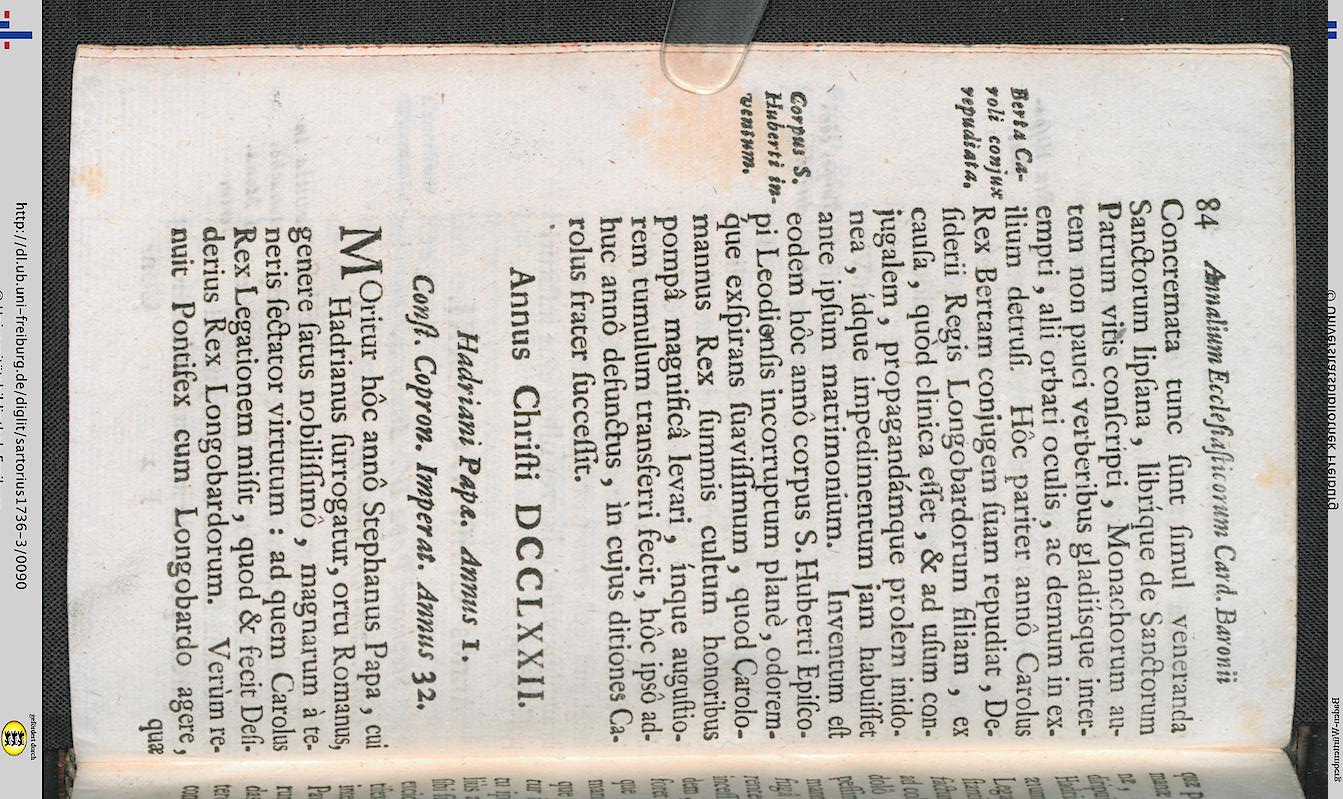 84 Annalium Ecclesiasticorum Card. Baronii
Concremata tunc ſunt ſimul veneranda
Sanctorum lipſana, libríque de Sanctorum
Patrum vitîs conſcripti, Monachorum au-
tem non pauci verberibus gladiísque inter-
empti, alii orbati oculis, ac demum in ex-
ilium detruſi. Hôc pariter annô Carolus
Rex Bertam conjugem ſuam repudiat, De-
ſiderii Regis Longobardorum filiam, ex
cauſa, quòd clinica eſſet, & ad uſum con-
jugalem, propagandámque prolem inido-
nea, ídque impedimentum jam habuiſſet
ante ipſum matrimonium. Inventum eſt
eodem hôc annô corpus S. Huberti Epiſco-
pi Leodienſis incorruptum planè, odorem-
que exſpirans ſuaviſſimum, quod Carolo-
mannus Rex ſummis cultum honoribus
pompâ magnificâ levari, ínque auguſtio-
rem tumulum transferri fecit, hôc ipsô ad-
huc annô defunctus, in cujus ditiones Ca-
rolus frater ſucceſſit.
Berta Ca-
roli conjux
repudiata.
Corpus S.
Huberti in-
ventum.
Annus Chriſti DCCLXXII.
Hadriani Papæ. Annus I.
Conſt. Copron. Imperat. Annus 32.
MOritur hôc annô Stephanus Papa, cui
Hadrianus ſurrogatur, ortu Romanus,
genere ſatus nobiliſſimô, magnarum à te-
neris ſectator virtutum: ad quem Carolus
Rex Legationem miſit, quod & fecit Deſi-
derius Rex Longobardorum. Verùm re-
nuit Pontifex cum Longobardo agere,
quæ
http://dl.ub.uni-freiburg.de/diglit/sartorius1736-3/0090
© Universitätsbibliothek Freiburg
gefördert durch